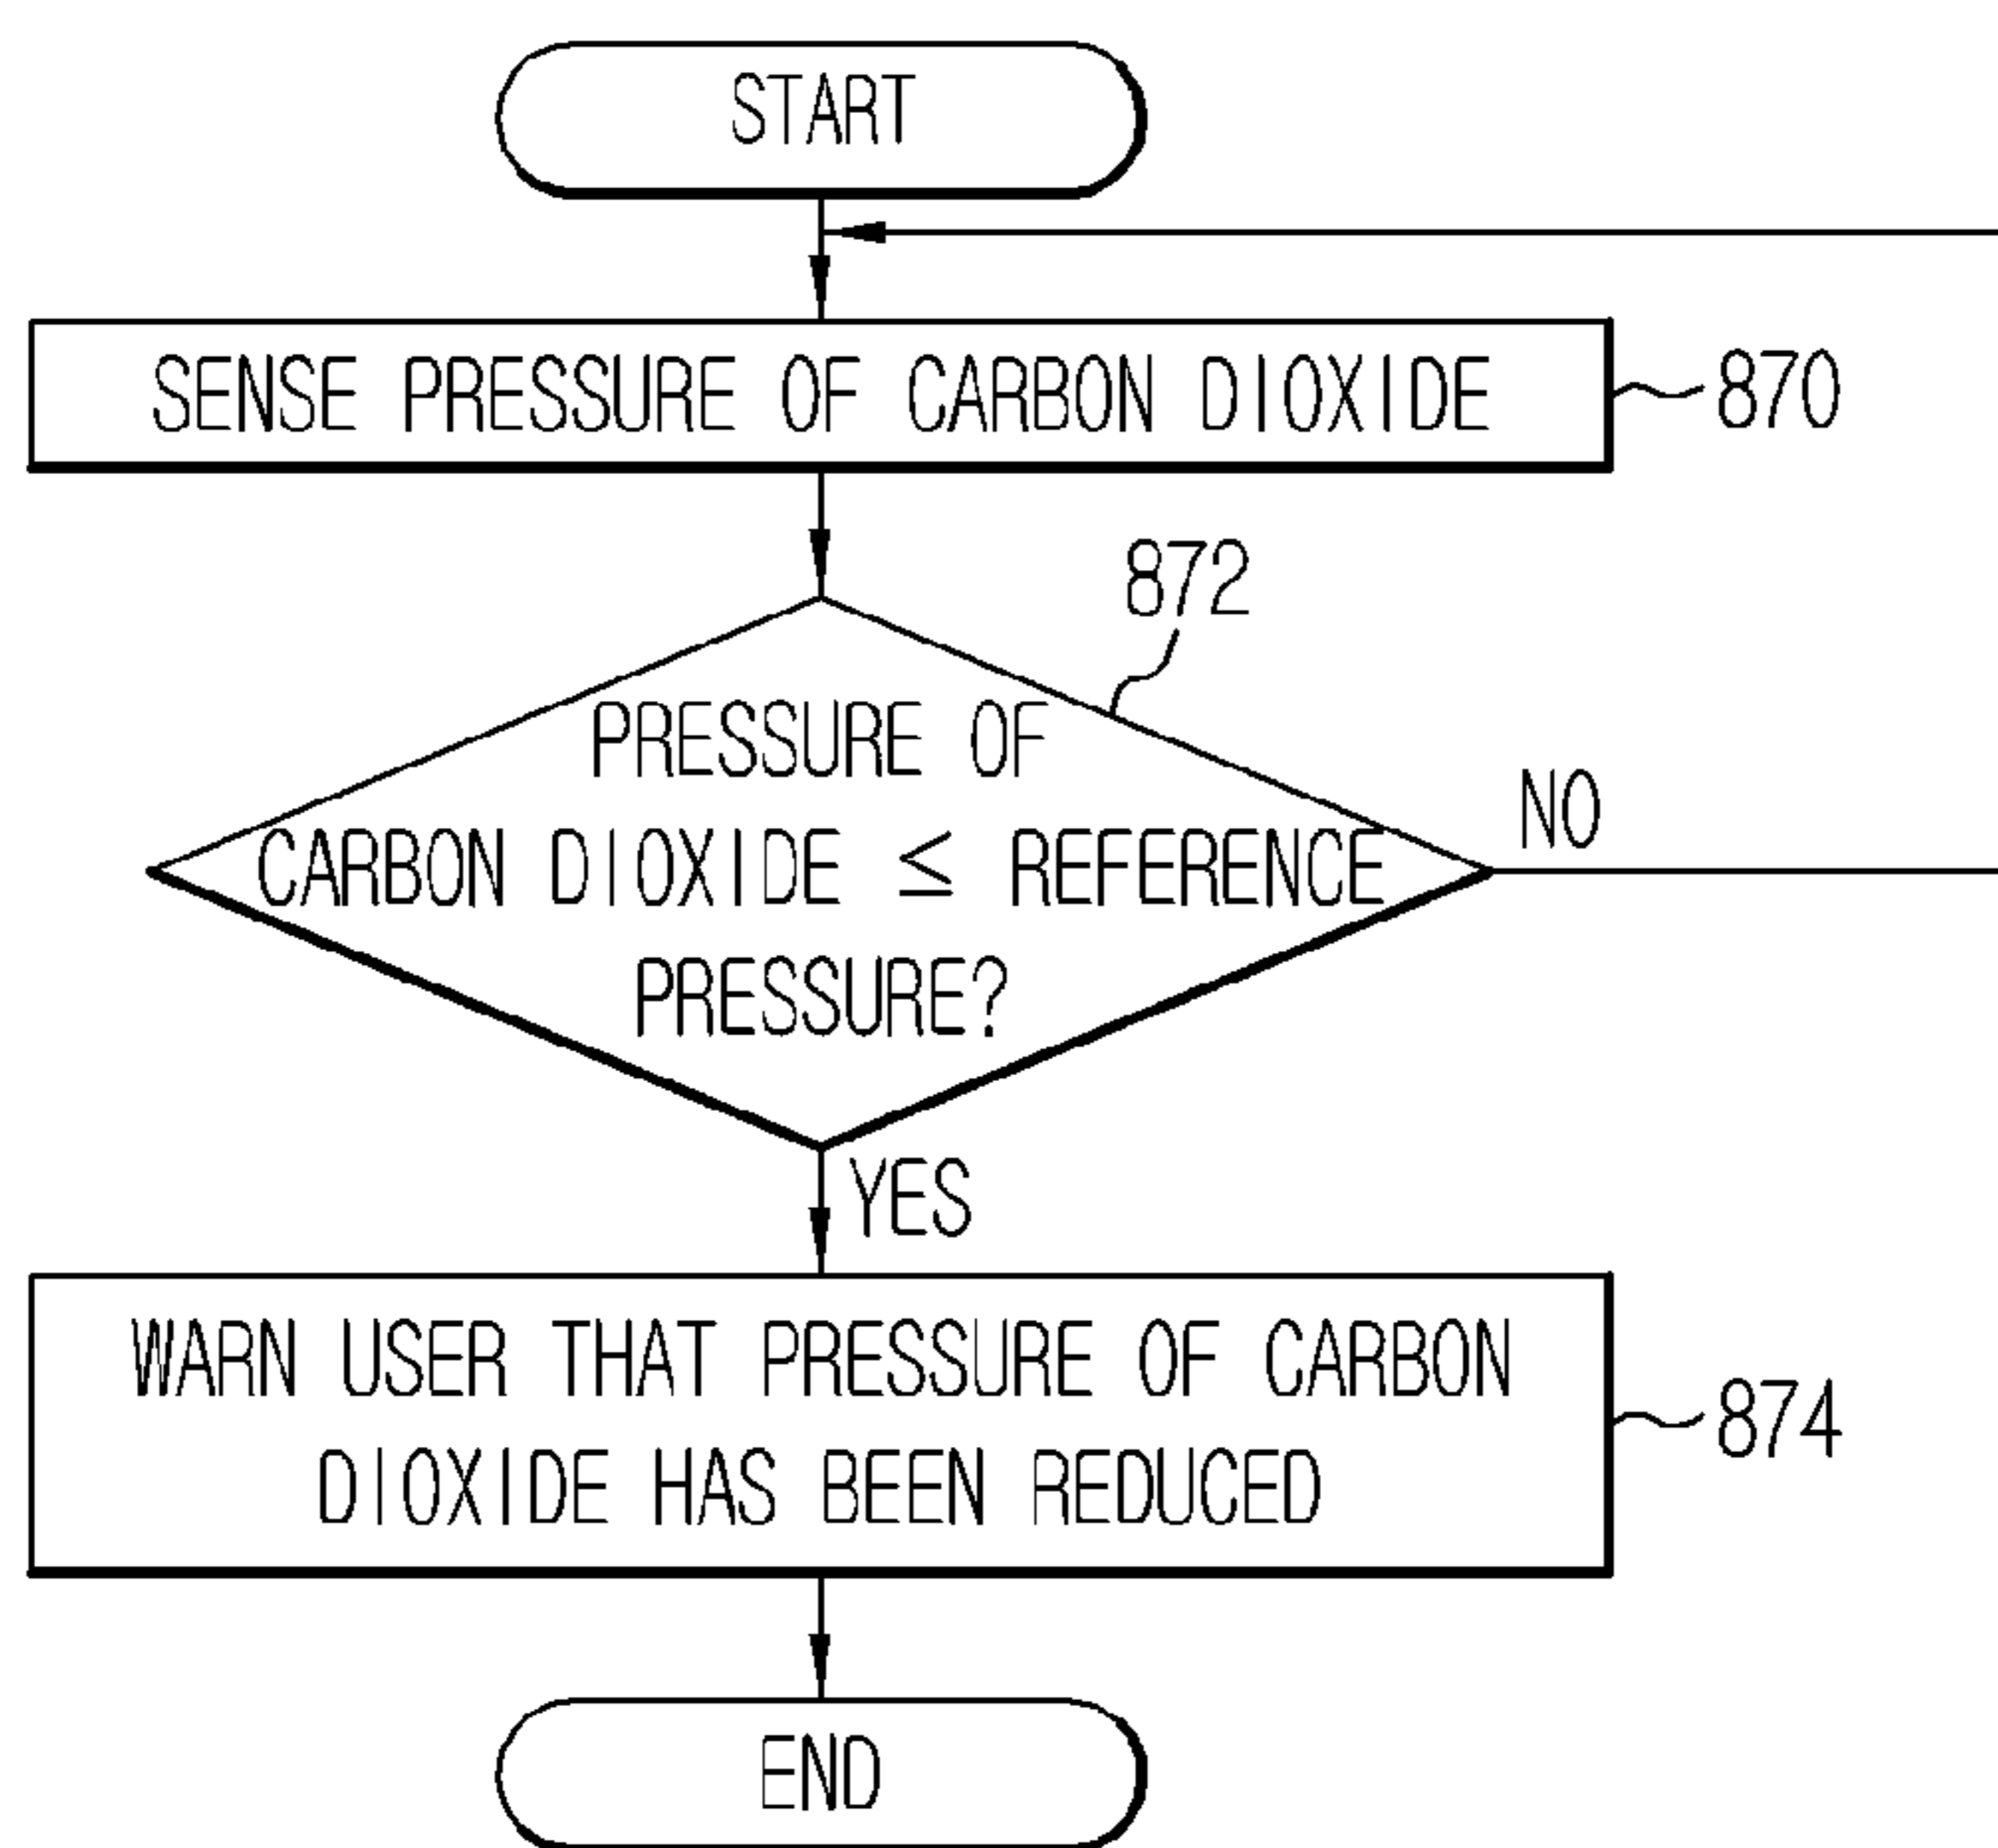 START
SENSE PRESSURE OF CARBON DIOXIDE
870
872
PRESSURE OF
CARBON DIOXIDE ≤ REFERENCE
PRESSURE?
NO
YES
WARN USER THAT PRESSURE OF CARBON
DIOXIDE HAS BEEN REDUCED
874
END